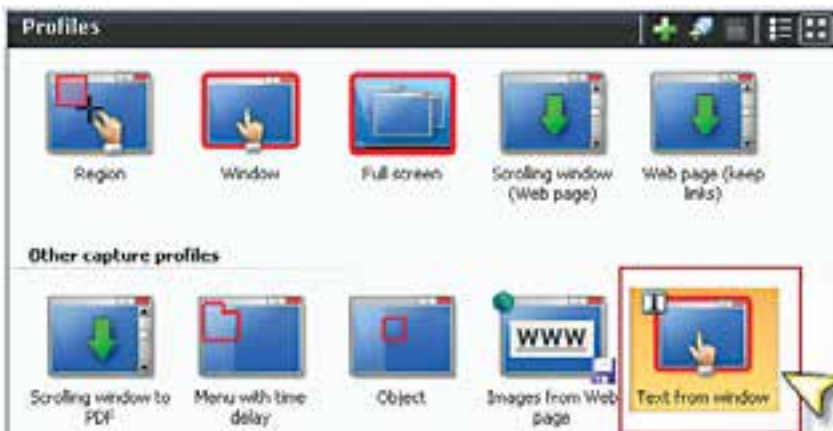 Profiles
Region
Window
Full screen
Scrolling window
(Web page)
Web page (keep
links)
Other capture profiles
Scrolling window to
PDF
Menu with time
delay
Object
WWW
Images from Web
page
I
Text from window